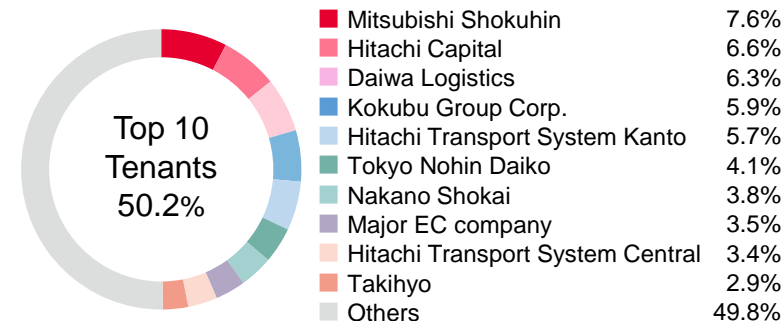 Top 10
Tenants
50.2%
Mitsubishi Shokuhin 7.6%
Hitachi Capital 6.6%
Daiwa Logistics 6.3%
Kokubu Group Corp. 5.9%
Hitachi Transport System Kanto 5.7%
Tokyo Nohin Daiko 4.1%
Nakano Shokai 3.8%
Major EC company 3.5%
Hitachi Transport System Central 3.4%
Takihyo 2.9%
Others 49.8%